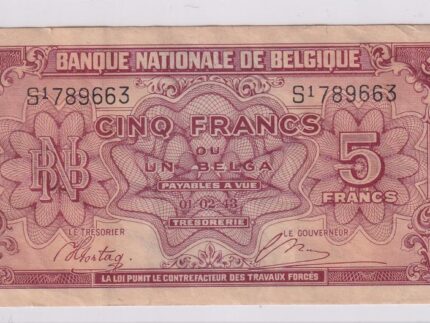 BANQUE NATIONALE DE BELGIQUE
S1789663 S1789663
CINQ FRANCS
OU
UN BELGA
PAYABLES A VUE
01-02-43
TRESORERIE
BNB
5
FRANCS
LE TRESORIER
LE GOUVERNEUR
LA LOI PUNIT LE CONTREFACTEUR DES TRAVAUX FORCÉS